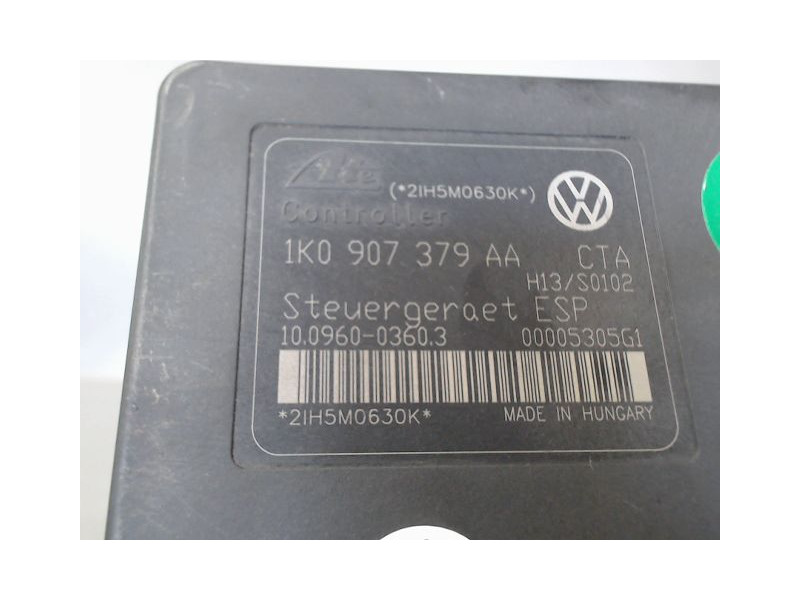 Ate (*2IH5M0630K*) VW
Controller
1K0 907 379 AA CTA
H13/S0102
Steuergeraet ESP
10.0960-0360.3 00005305G1
*2IH5M0630K* MADE IN HUNGARY